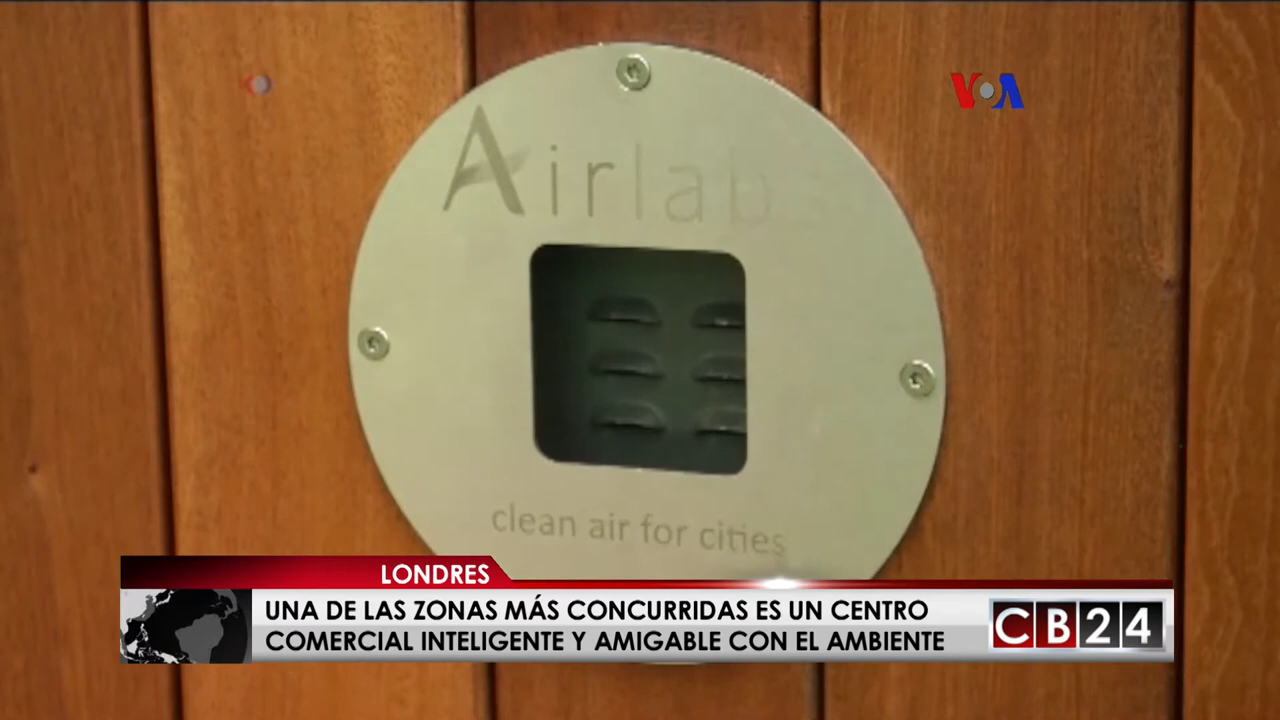 VOA
Airlab
clean air for cities
LONDRES
UNA DE LAS ZONAS MÁS CONCURRIDAS ES UN CENTRO
COMERCIAL INTELIGENTE Y AMIGABLE CON EL AMBIENTE
CB24